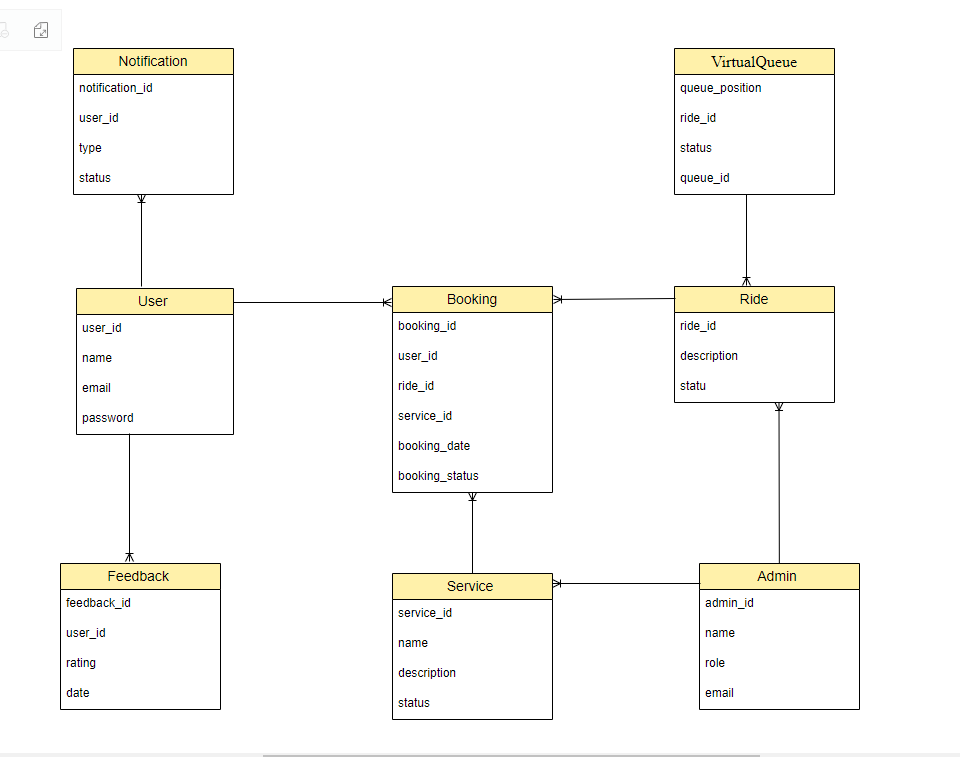 Notification
notification_id
user_id
type
status
VirtualQueue
queue_position
ride_id
status
queue_id
User
user_id
name
email
password
Booking
booking_id
user_id
ride_id
service_id
booking_date
booking_status
Ride
ride_id
description
statu
Feedback
feedback_id
user_id
rating
date
Service
service_id
name
description
status
Admin
admin_id
name
role
email